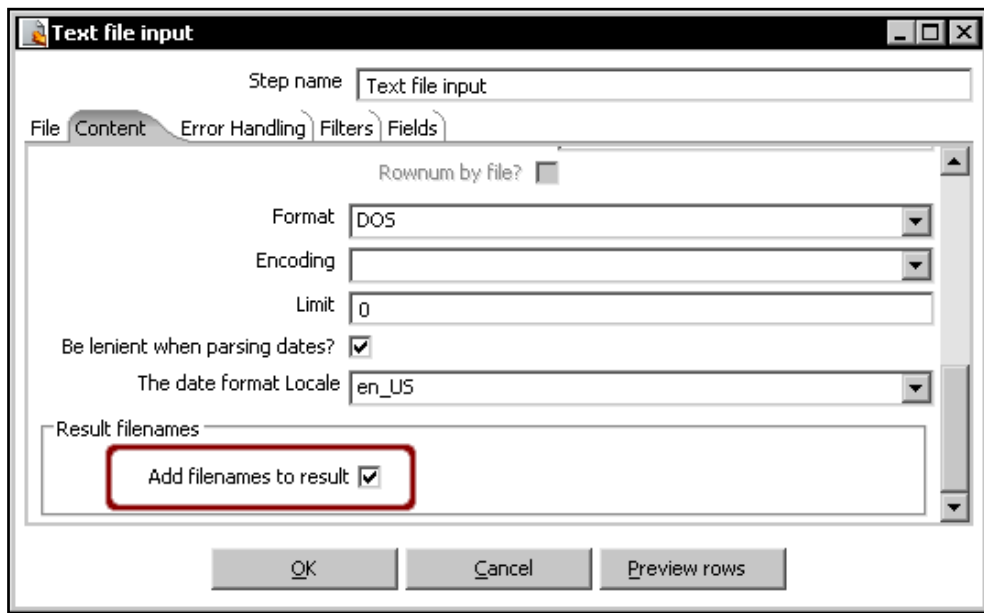 Text file input
Step name Text file input
File Content Error Handling Filters Fields
Rownum by file?
Format DOS
Encoding
Limit 0
Be lenient when parsing dates?
The date format Locale en_US
Result filenames
Add filenames to result
OK Cancel Preview rows